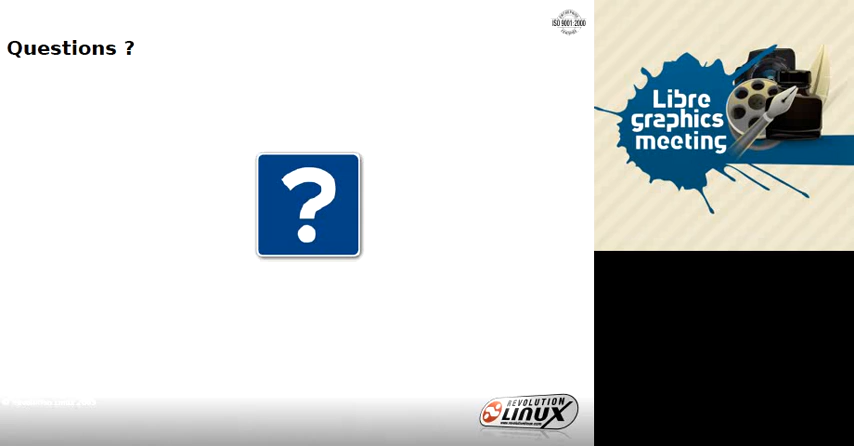 ISO 9001:2000
Questions ?
?
Libre
graphics
meeting
REVOLUTION
LINUX